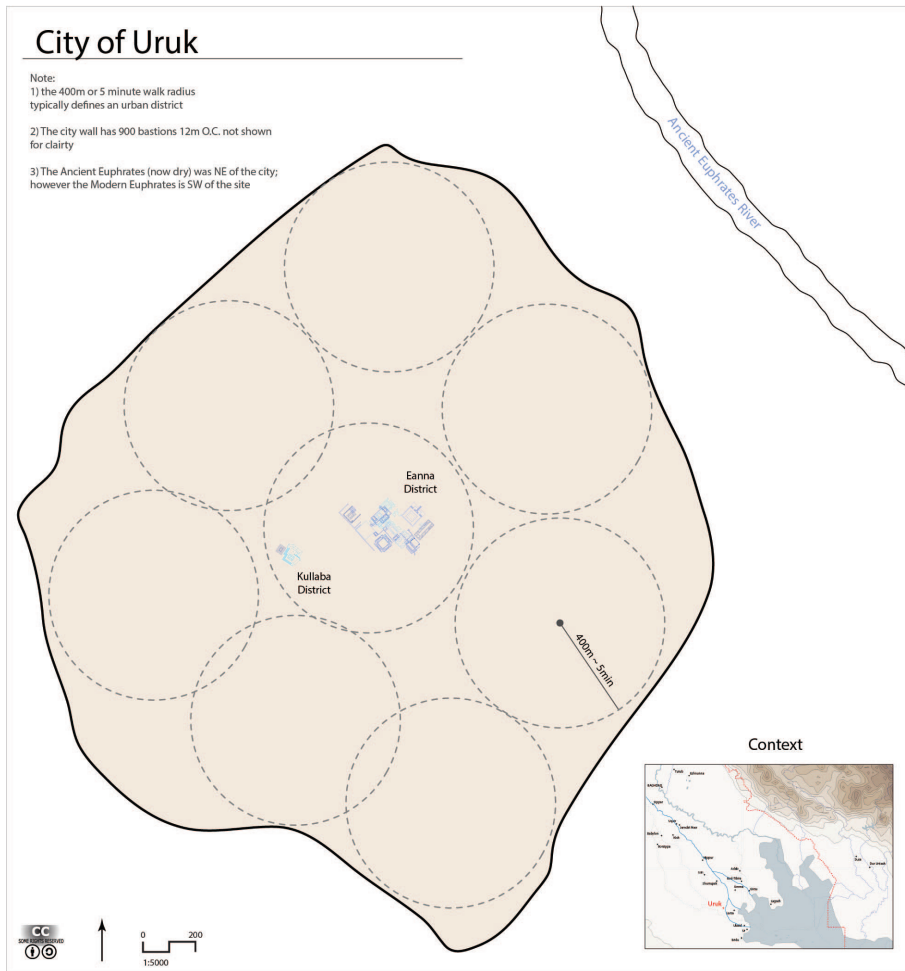 City of Uruk
Note:
1) the 400m or 5 minute walk radius
typically defines an urban district
2) The city wall has 900 bastions 12m O.C. not shown
for clairty
3) The Ancient Euphrates (now dry) was NE of the city;
however the Modern Euphrates is SW of the site
Ancient Euphrates River
Eanna
District
Kullaba
District
400m ~ 5min
Context
Uruk
CC
SOME RIGHTS RESERVED
0 200
1:5000